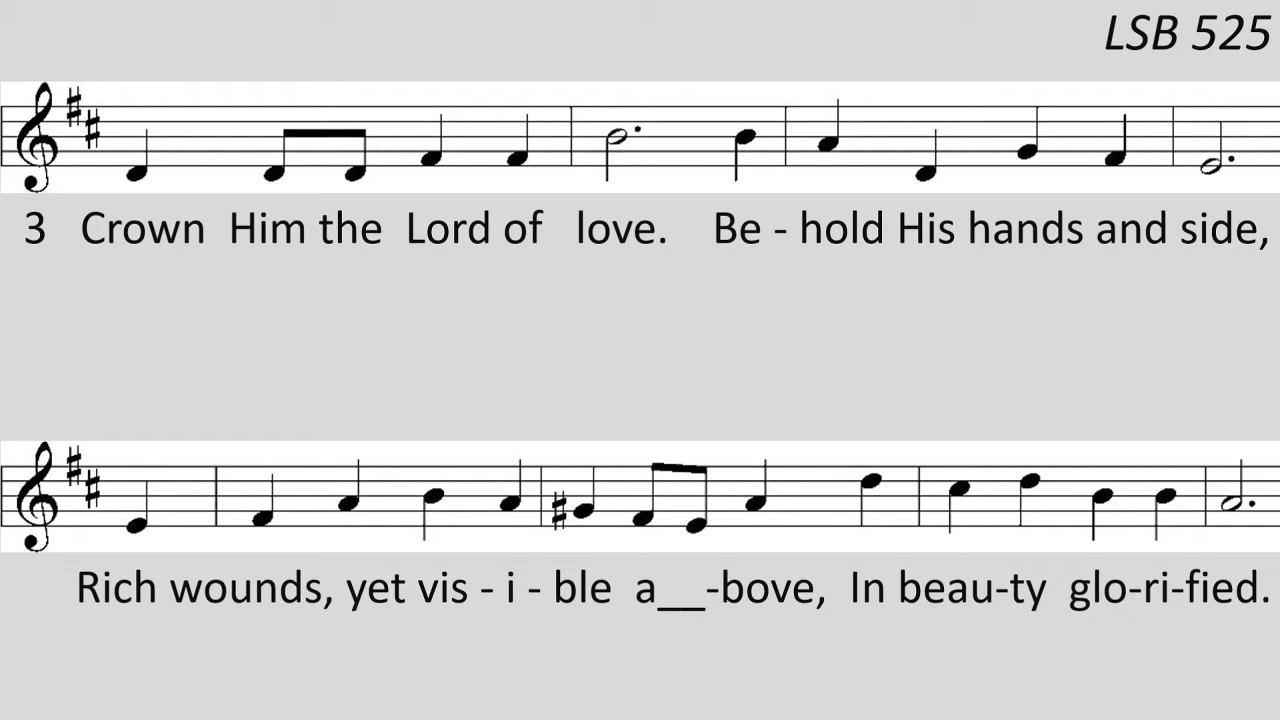 LSB 525
3 Crown Him the Lord of love. Be - hold His hands and side,
Rich wounds, yet vis - i - ble a__-bove, In beau-ty glo-ri-fied.